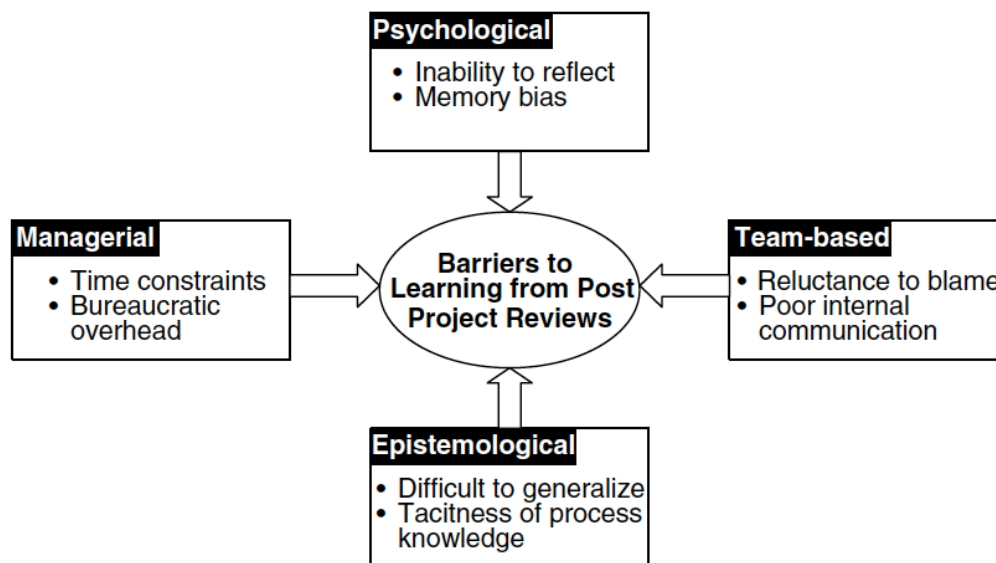 Psychological
• Inability to reflect
• Memory bias
Managerial
• Time constraints
• Bureaucratic
overhead
Barriers to
Learning from Post
Project Reviews
Team-based
• Reluctance to blame
• Poor internal
communication
Epistemological
• Difficult to generalize
• Tacitness of process
knowledge